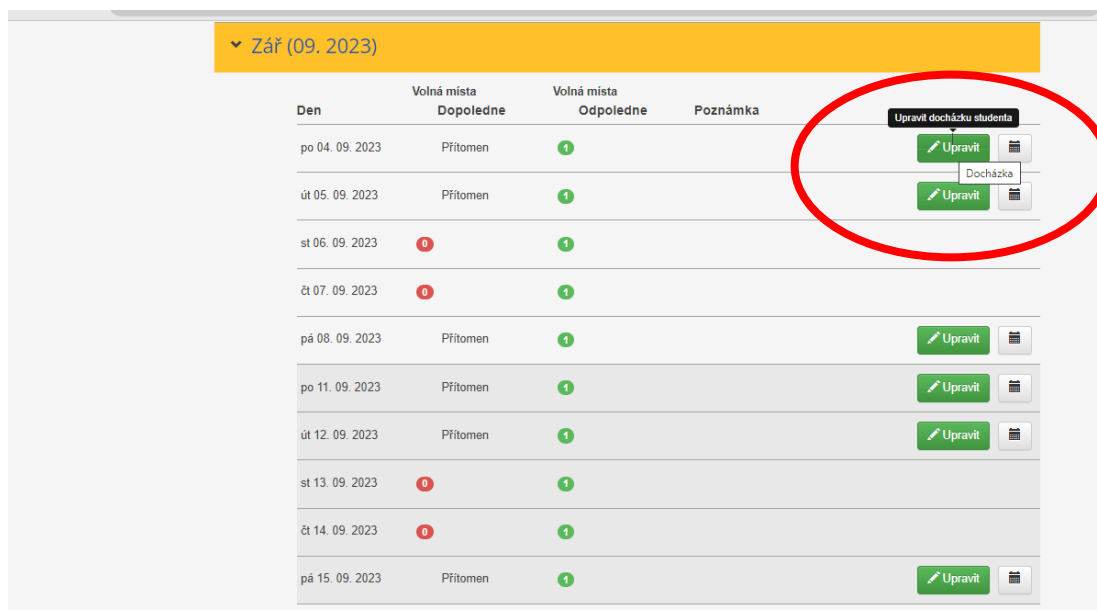 Zář (09. 2023)
Volná místa Volná místa
Den Dopoledne Odpoledne Poznámka
Upravit docházku studenta
po 04. 09. 2023 Přítomen 1 Upravit
Docházka
út 05. 09. 2023 Přítomen 1 Upravit
st 06. 09. 2023 0 1
čt 07. 09. 2023 0 1
pá 08. 09. 2023 Přítomen 1 Upravit
po 11. 09. 2023 Přítomen 1 Upravit
út 12. 09. 2023 Přítomen 1 Upravit
st 13. 09. 2023 0 1
čt 14. 09. 2023 0 1
pá 15. 09. 2023 Přítomen 1 Upravit